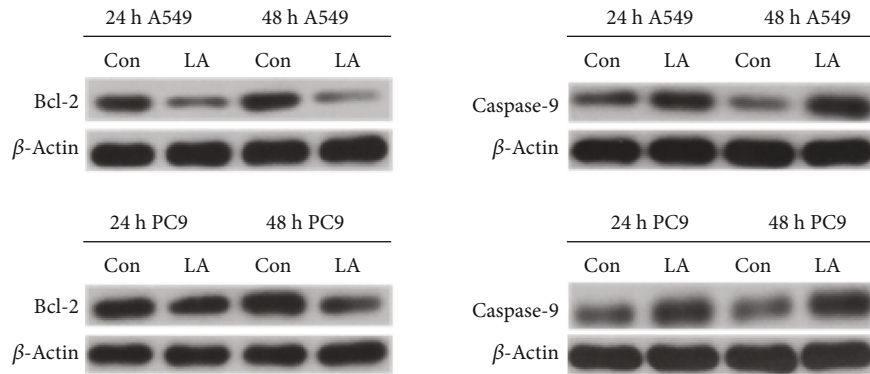 24 h A549 48 h A549
Con LA Con LA
Bcl-2
β-Actin
24 h A549 48 h A549
Con LA Con LA
Caspase-9
β-Actin
24 h PC9 48 h PC9
Con LA Con LA
Bcl-2
β-Actin
24 h PC9 48 h PC9
Con LA Con LA
Caspase-9
β-Actin